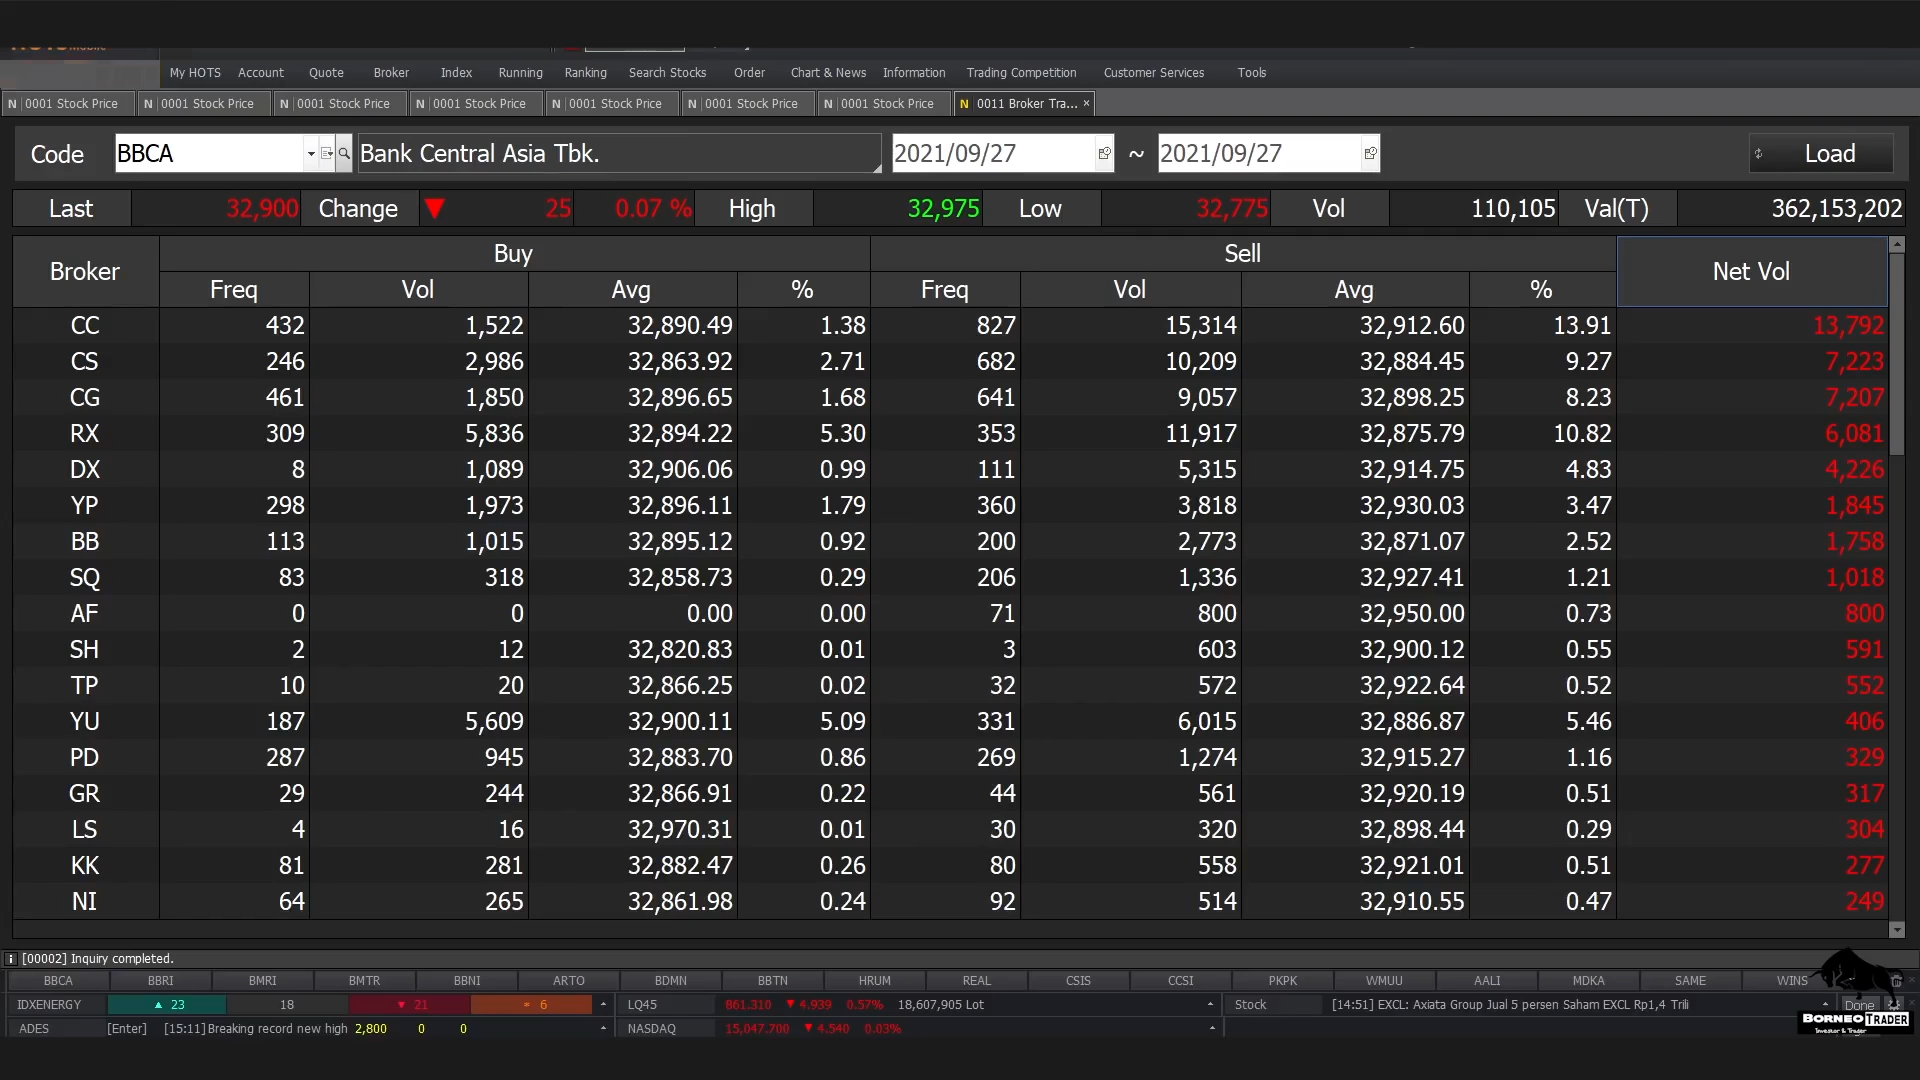 My HOTS Account Quote Broker Index Running Ranking Search Stocks Order Chart & News Information Trading Competition Customer Services Tools
N 0001 Stock Price N 0001 Stock Price N 0001 Stock Price N 0001 Stock Price N 0001 Stock Price N 0001 Stock Price N 0001 Stock Price N 0011 Broker Tra... ×
Code BBCA Bank Central Asia Tbk. 2021/09/27 ~ 2021/09/27 Load
Last 32,900 Change ▼ 25 0.07 % High 32,975 Low 32,775 Vol 110,105 Val(T) 362,153,202
Broker Buy Sell Net Vol
Freq Vol Avg % Freq Vol Avg %
CC 432 1,522 32,890.49 1.38 827 15,314 32,912.60 13.91 13,792
CS 246 2,986 32,863.92 2.71 682 10,209 32,884.45 9.27 7,223
CG 461 1,850 32,896.65 1.68 641 9,057 32,898.25 8.23 7,207
RX 309 5,836 32,894.22 5.30 353 11,917 32,875.79 10.82 6,081
DX 8 1,089 32,906.06 0.99 111 5,315 32,914.75 4.83 4,226
YP 298 1,973 32,896.11 1.79 360 3,818 32,930.03 3.47 1,845
BB 113 1,015 32,895.12 0.92 200 2,773 32,871.07 2.52 1,758
SQ 83 318 32,858.73 0.29 206 1,336 32,927.41 1.21 1,018
AF 0 0 0.00 0.00 71 800 32,950.00 0.73 800
SH 2 12 32,820.83 0.01 3 603 32,900.12 0.55 591
TP 10 20 32,866.25 0.02 32 572 32,922.64 0.52 552
YU 187 5,609 32,900.11 5.09 331 6,015 32,886.87 5.46 406
PD 287 945 32,883.70 0.86 269 1,274 32,915.27 1.16 329
GR 29 244 32,866.91 0.22 44 561 32,920.19 0.51 317
LS 4 16 32,970.31 0.01 30 320 32,898.44 0.29 304
KK 81 281 32,882.47 0.26 80 558 32,921.01 0.51 277
NI 64 265 32,861.98 0.24 92 514 32,910.55 0.47 249
[00002] Inquiry completed.
BBCA BBRI BMRI BMTR BBNI ARTO BDMN BBTN HRUM REAL CSIS CCSI PKPK WMUU AALI MDKA SAME WINS
IDXENERGY ▲ 23 18 ▼ 21 6 LQ45 861.310 ▼ 4.939 0.57% 18,607,905 Lot Stock [14:51] EXCL: Axiata Group Jual 5 persen Saham EXCL Rp1,4 Trili Done
ADES [Enter] [15:11] Breaking record new high 2,800 0 0 NASDAQ 15,047.700 ▼ 4.540 0.03%
BORNEO TRADER
Investor & Trader